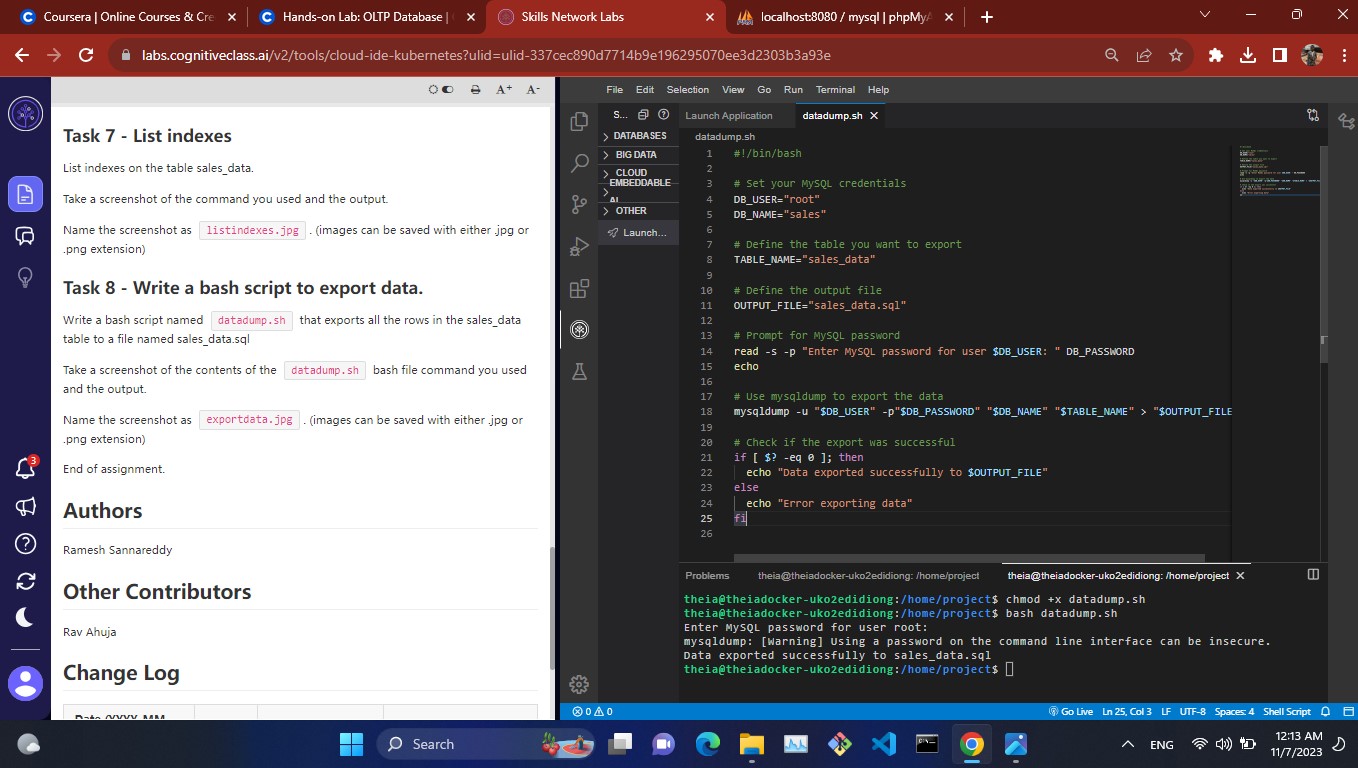 Coursera | Online Courses & Cre
Hands-on Lab: OLTP Database |
Skills Network Labs
localhost:8080 / mysql | phpMyA
labs.cognitiveclass.ai/v2/tools/cloud-ide-kubernetes?ulid=ulid-337cec890d7714b9e196295070ee3d2303b3a93e
A+ A-
File Edit Selection View Go Run Terminal Help
Task 7 - List indexes
List indexes on the table sales_data.
Take a screenshot of the command you used and the output.
Name the screenshot as listindexes.jpg . (images can be saved with either .jpg or
.png extension)
Task 8 - Write a bash script to export data.
Write a bash script named datadump.sh that exports all the rows in the sales_data
table to a file named sales_data.sql
Take a screenshot of the contents of the datadump.sh bash file command you used
and the output.
Name the screenshot as exportdata.jpg . (images can be saved with either .jpg or
.png extension)
End of assignment.
Authors
Ramesh Sannareddy
Other Contributors
Rav Ahuja
Change Log
3
S...
DATABASES
BIG DATA
CLOUD
EMBEDDABLE
AI
OTHER
Launch...
Launch Application
datadump.sh
datadump.sh
1 #!/bin/bash
2
3 # Set your MySQL credentials
4 DB_USER="root"
5 DB_NAME="sales"
6
7 # Define the table you want to export
8 TABLE_NAME="sales_data"
9
10 # Define the output file
11 OUTPUT_FILE="sales_data.sql"
12
13 # Prompt for MySQL password
14 read -s -p "Enter MySQL password for user $DB_USER: " DB_PASSWORD
15 echo
16
17 # Use mysqldump to export the data
18 mysqldump -u "$DB_USER" -p"$DB_PASSWORD" "$DB_NAME" "$TABLE_NAME" > "$OUTPUT_FILE
19
20 # Check if the export was successful
21 if [ $? -eq 0 ]; then
22 echo "Data exported successfully to $OUTPUT_FILE"
23 else
24 echo "Error exporting data"
25 fi
26
Problems
theia@theiadocker-uko2edidiong: /home/project
theia@theiadocker-uko2edidiong: /home/project
theia@theiadocker-uko2edidiong:/home/project$ chmod +x datadump.sh
theia@theiadocker-uko2edidiong:/home/project$ bash datadump.sh
Enter MySQL password for user root:
mysqldump: [Warning] Using a password on the command line interface can be insecure.
Data exported successfully to sales_data.sql
theia@theiadocker-uko2edidiong:/home/project$
0 0
Go Live Ln 25, Col 3 LF UTF-8 Spaces: 4 Shell Script
Search
ENG
12:13 AM
11/7/2023